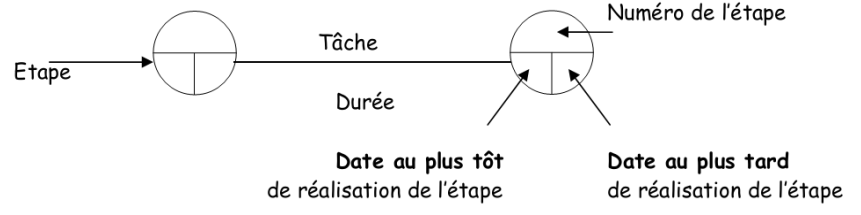 Numéro de l'étape
Tâche
Etape
Durée
Date au plus tôt
de réalisation de l'étape
Date au plus tard
de réalisation de l'étape